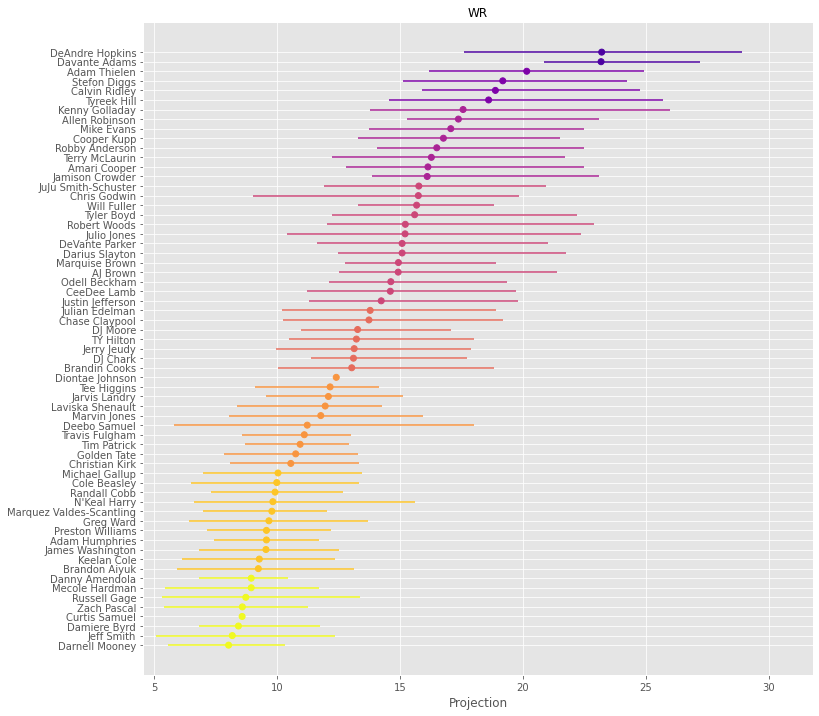 WR
DeAndre Hopkins
Davante Adams
Adam Thielen
Stefon Diggs
Calvin Ridley
Tyreek Hill
Kenny Golladay
Allen Robinson
Mike Evans
Cooper Kupp
Robby Anderson
Terry McLaurin
Amari Cooper
Jamison Crowder
JuJu Smith-Schuster
Chris Godwin
Will Fuller
Tyler Boyd
Robert Woods
Julio Jones
DeVante Parker
Darius Slayton
Marquise Brown
AJ Brown
Odell Beckham
CeeDee Lamb
Justin Jefferson
Julian Edelman
Chase Claypool
DJ Moore
TY Hilton
Jerry Jeudy
DJ Chark
Brandin Cooks
Diontae Johnson
Tee Higgins
Jarvis Landry
Laviska Shenault
Marvin Jones
Deebo Samuel
Travis Fulgham
Tim Patrick
Golden Tate
Christian Kirk
Michael Gallup
Cole Beasley
Randall Cobb
N'Keal Harry
Marquez Valdes-Scantling
Greg Ward
Preston Williams
Adam Humphries
James Washington
Keelan Cole
Brandon Aiyuk
Danny Amendola
Mecole Hardman
Russell Gage
Zach Pascal
Curtis Samuel
Damiere Byrd
Jeff Smith
Darnell Mooney
5 10 15 20 25 30
Projection